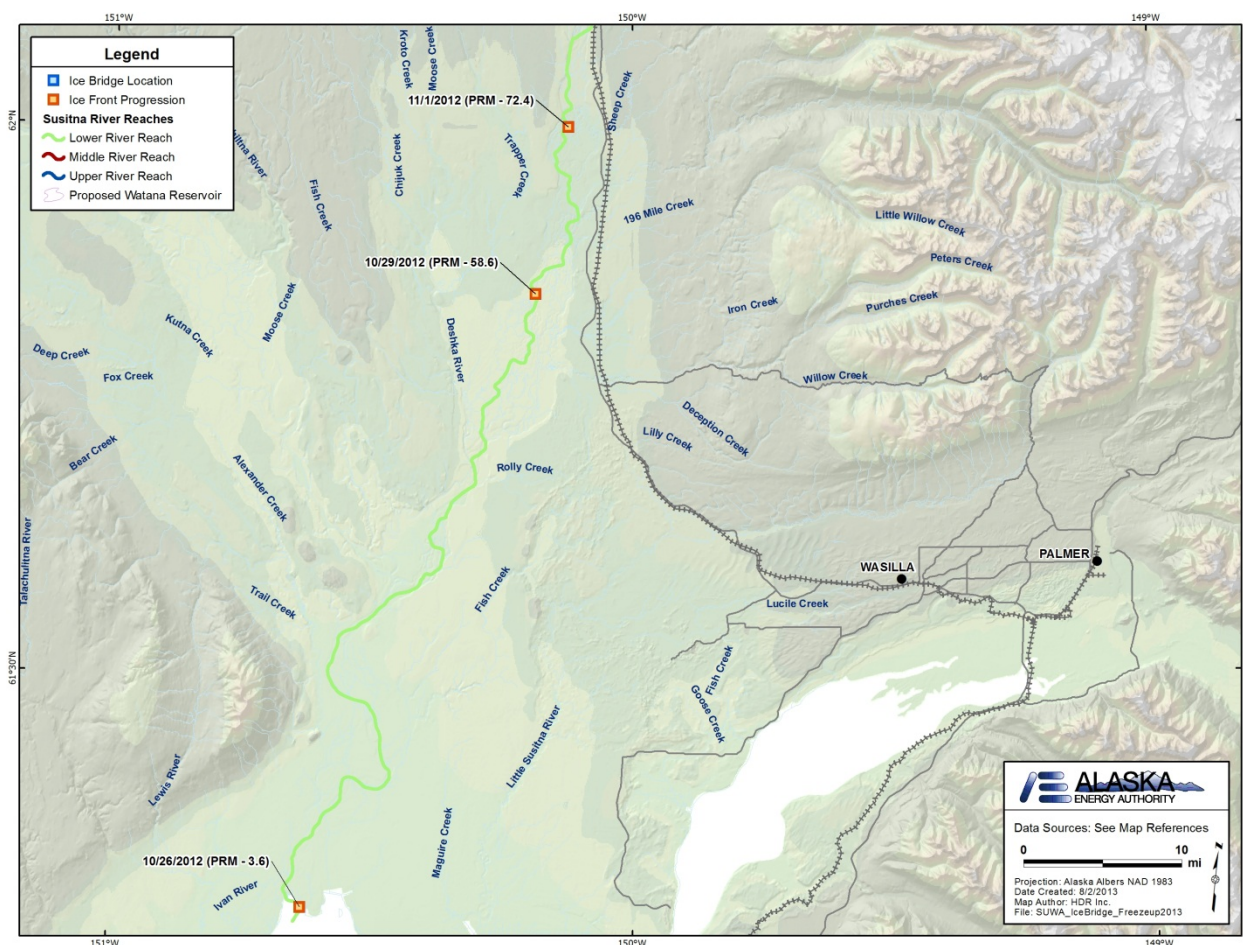 151°W
150°W
149°W
Legend
Ice Bridge Location
Ice Front Progression
Susitna River Reaches
Lower River Reach
Middle River Reach
Upper River Reach
Proposed Watana Reservoir
Kroto Creek
Moose Creek
11/1/2012 (PRM - 72.4)
Sheep Creek
62°N
Chijuk Creek
Trapper Creek
Fish Creek
196 Mile Creek
Little Willow Creek
Peters Creek
10/29/2012 (PRM - 58.6)
Iron Creek
Purches Creek
Moose Creek
Kutna Creek
Deshka River
Deep Creek
Fox Creek
Willow Creek
Deception Creek
Lilly Creek
Bear Creek
Rolly Creek
Alexander Creek
Talachulitna River
PALMER
WASILLA
Fish Creek
Trail Creek
Lucile Creek
61°30'N
Fish Creek
Goose Creek
Little Susitna River
Lewis River
Maguire Creek
10/26/2012 (PRM - 3.6)
Ivan River
ALASKA
ENERGY AUTHORITY
Data Sources: See Map References
0 10
mi
Projection: Alaska Albers NAD 1983
Date Created: 8/2/2013
Map Author: HDR Inc.
File: SUWA_IceBridge_Freezeup2013
151°W
150°W
149°W